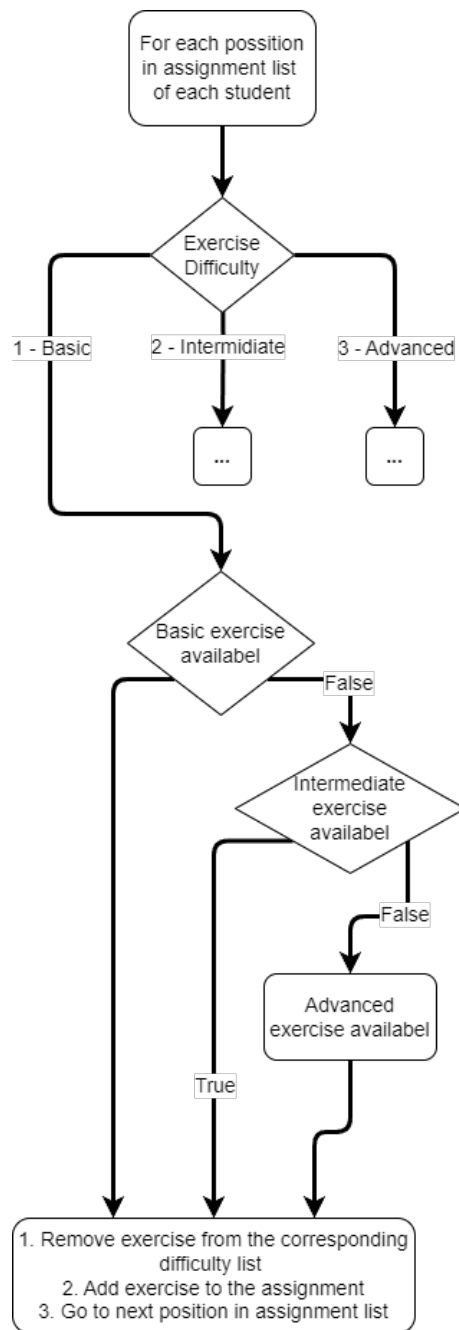 For each possition
in assignment list
of each student
Exercise
Difficulty
1 - Basic
2 - Intermidiate
3 - Advanced
...
...
Basic exercise
availabel
False
Intermediate
exercise
availabel
False
Advanced
exercise availabel
True
1. Remove exercise from the corresponding
difficulty list
2. Add exercise to the assignment
3. Go to next position in assignment list